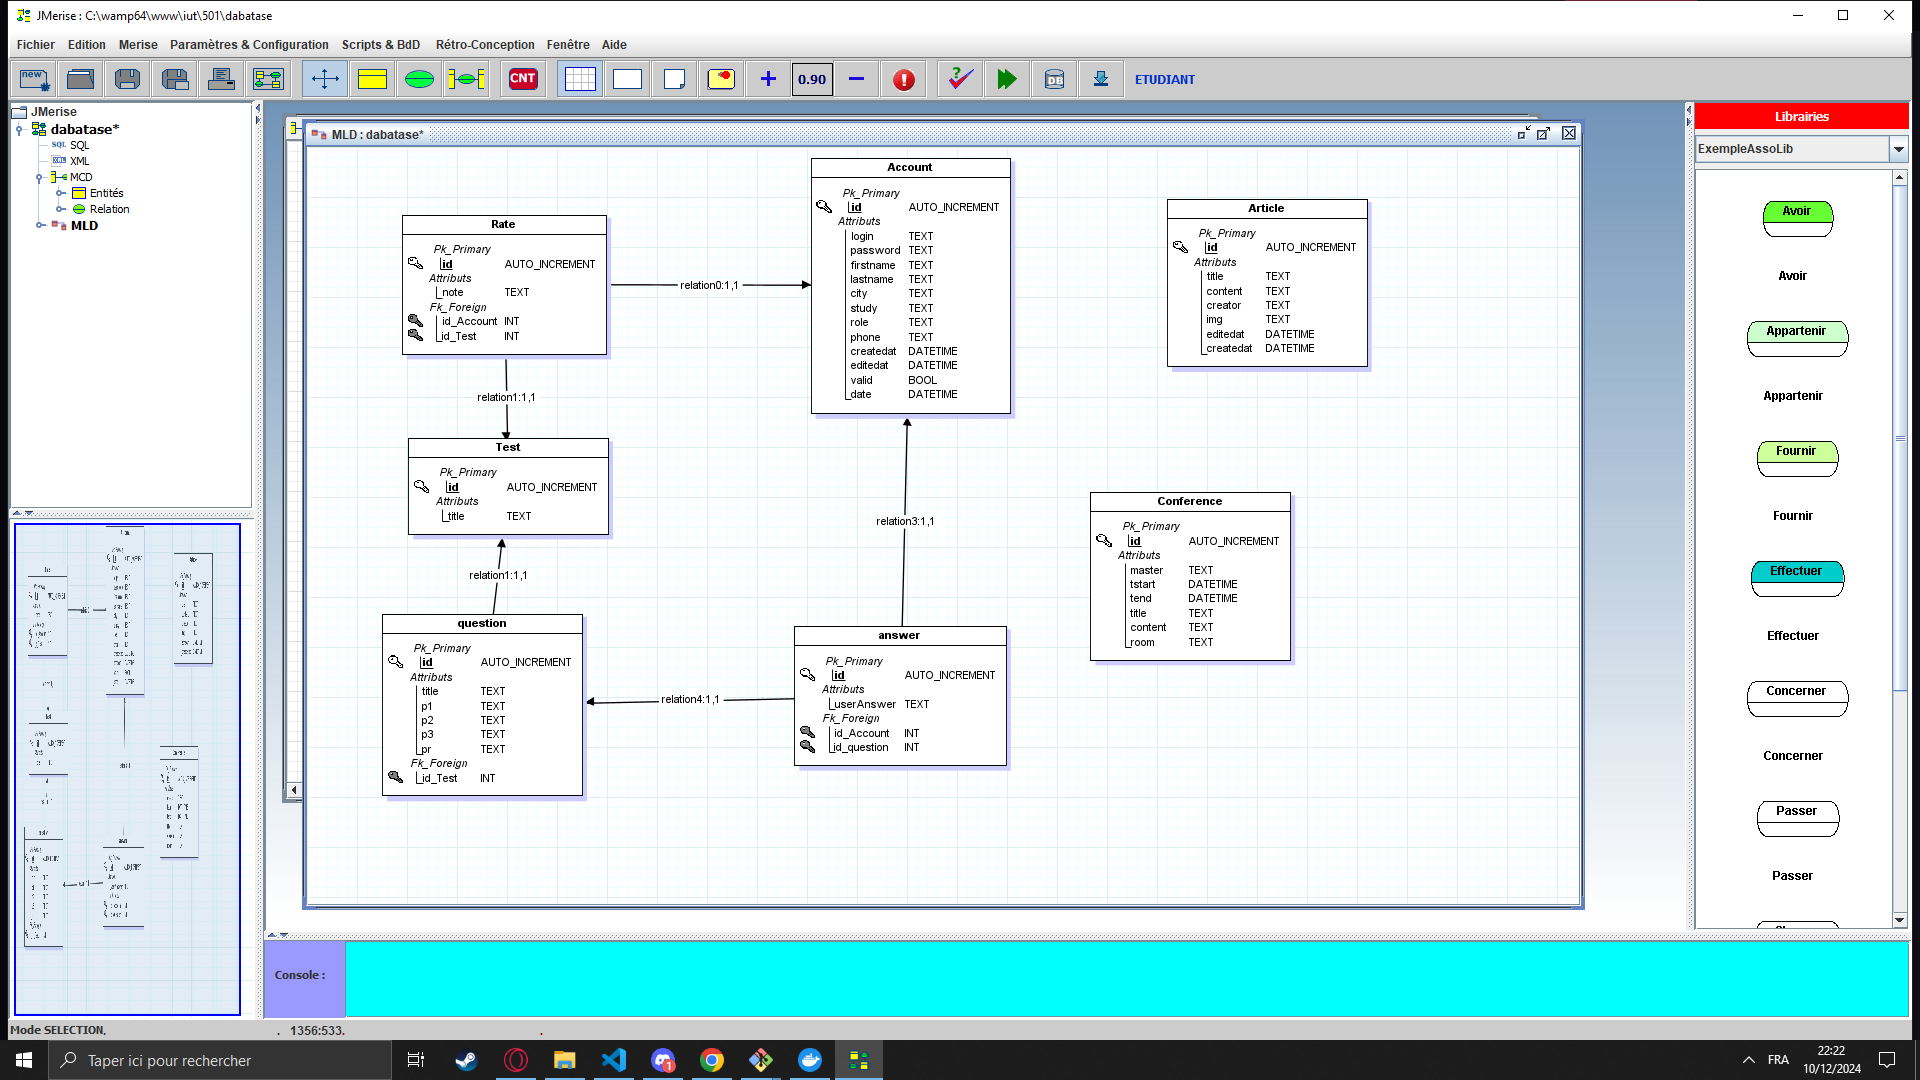 JMerise : C:\wamp64\www\iut\501\dabatase
Fichier Edition Merise Paramètres & Configuration Scripts & BdD Rétro-Conception Fenêtre Aide
new CNT 0.90 DB ETUDIANT
JMerise
dabatase*
SQL SQL
XML
MCD
Entités
Relation
MLD
MLD : dabatase*
Rate
Pk_Primary
id AUTO_INCREMENT
Attributs
note TEXT
Fk_Foreign
id_Account INT
id_Test INT
relation0:1,1
relation1:1,1
Account
Pk_Primary
id AUTO_INCREMENT
Attributs
login TEXT
password TEXT
firstname TEXT
lastname TEXT
city TEXT
study TEXT
role TEXT
phone TEXT
createdat DATETIME
editedat DATETIME
valid BOOL
date DATETIME
Article
Pk_Primary
id AUTO_INCREMENT
Attributs
title TEXT
content TEXT
creator TEXT
img TEXT
editedat DATETIME
createdat DATETIME
Test
Pk_Primary
id AUTO_INCREMENT
Attributs
title TEXT
relation1:1,1
relation3:1,1
Conference
Pk_Primary
id AUTO_INCREMENT
Attributs
master TEXT
tstart DATETIME
tend DATETIME
title TEXT
content TEXT
room TEXT
question
Pk_Primary
id AUTO_INCREMENT
Attributs
title TEXT
p1 TEXT
p2 TEXT
p3 TEXT
pr TEXT
Fk_Foreign
id_Test INT
relation4:1,1
answer
Pk_Primary
id AUTO_INCREMENT
Attributs
userAnswer TEXT
Fk_Foreign
id_Account INT
id_question INT
Librairies
ExempleAssoLib
Avoir
Avoir
Appartenir
Appartenir
Fournir
Fournir
Effectuer
Effectuer
Concerner
Concerner
Passer
Passer
Console :
Mode SELECTION. . 1356:533. .
Taper ici pour rechercher
1
FRA
22:22
10/12/2024